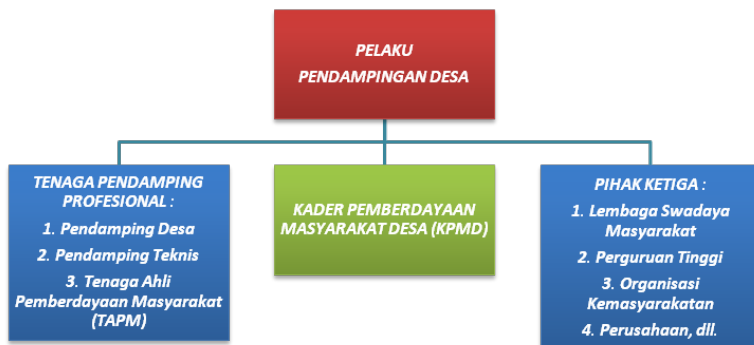 PELAKU
PENDAMPINGAN DESA
TENAGA PENDAMPING
PROFESIONAL :
1. Pendamping Desa
2. Pendamping Teknis
3. Tenaga Ahli
Pemberdayaan Masyarakat
(TAPM)
KADER PEMBERDAYAAN
MASYARAKAT DESA (KPMD)
PIHAK KETIGA :
1. Lembaga Swadaya
Masyarakat
2. Perguruan Tinggi
3. Organisasi
Kemasyarakatan
4. Perusahaan, dll.